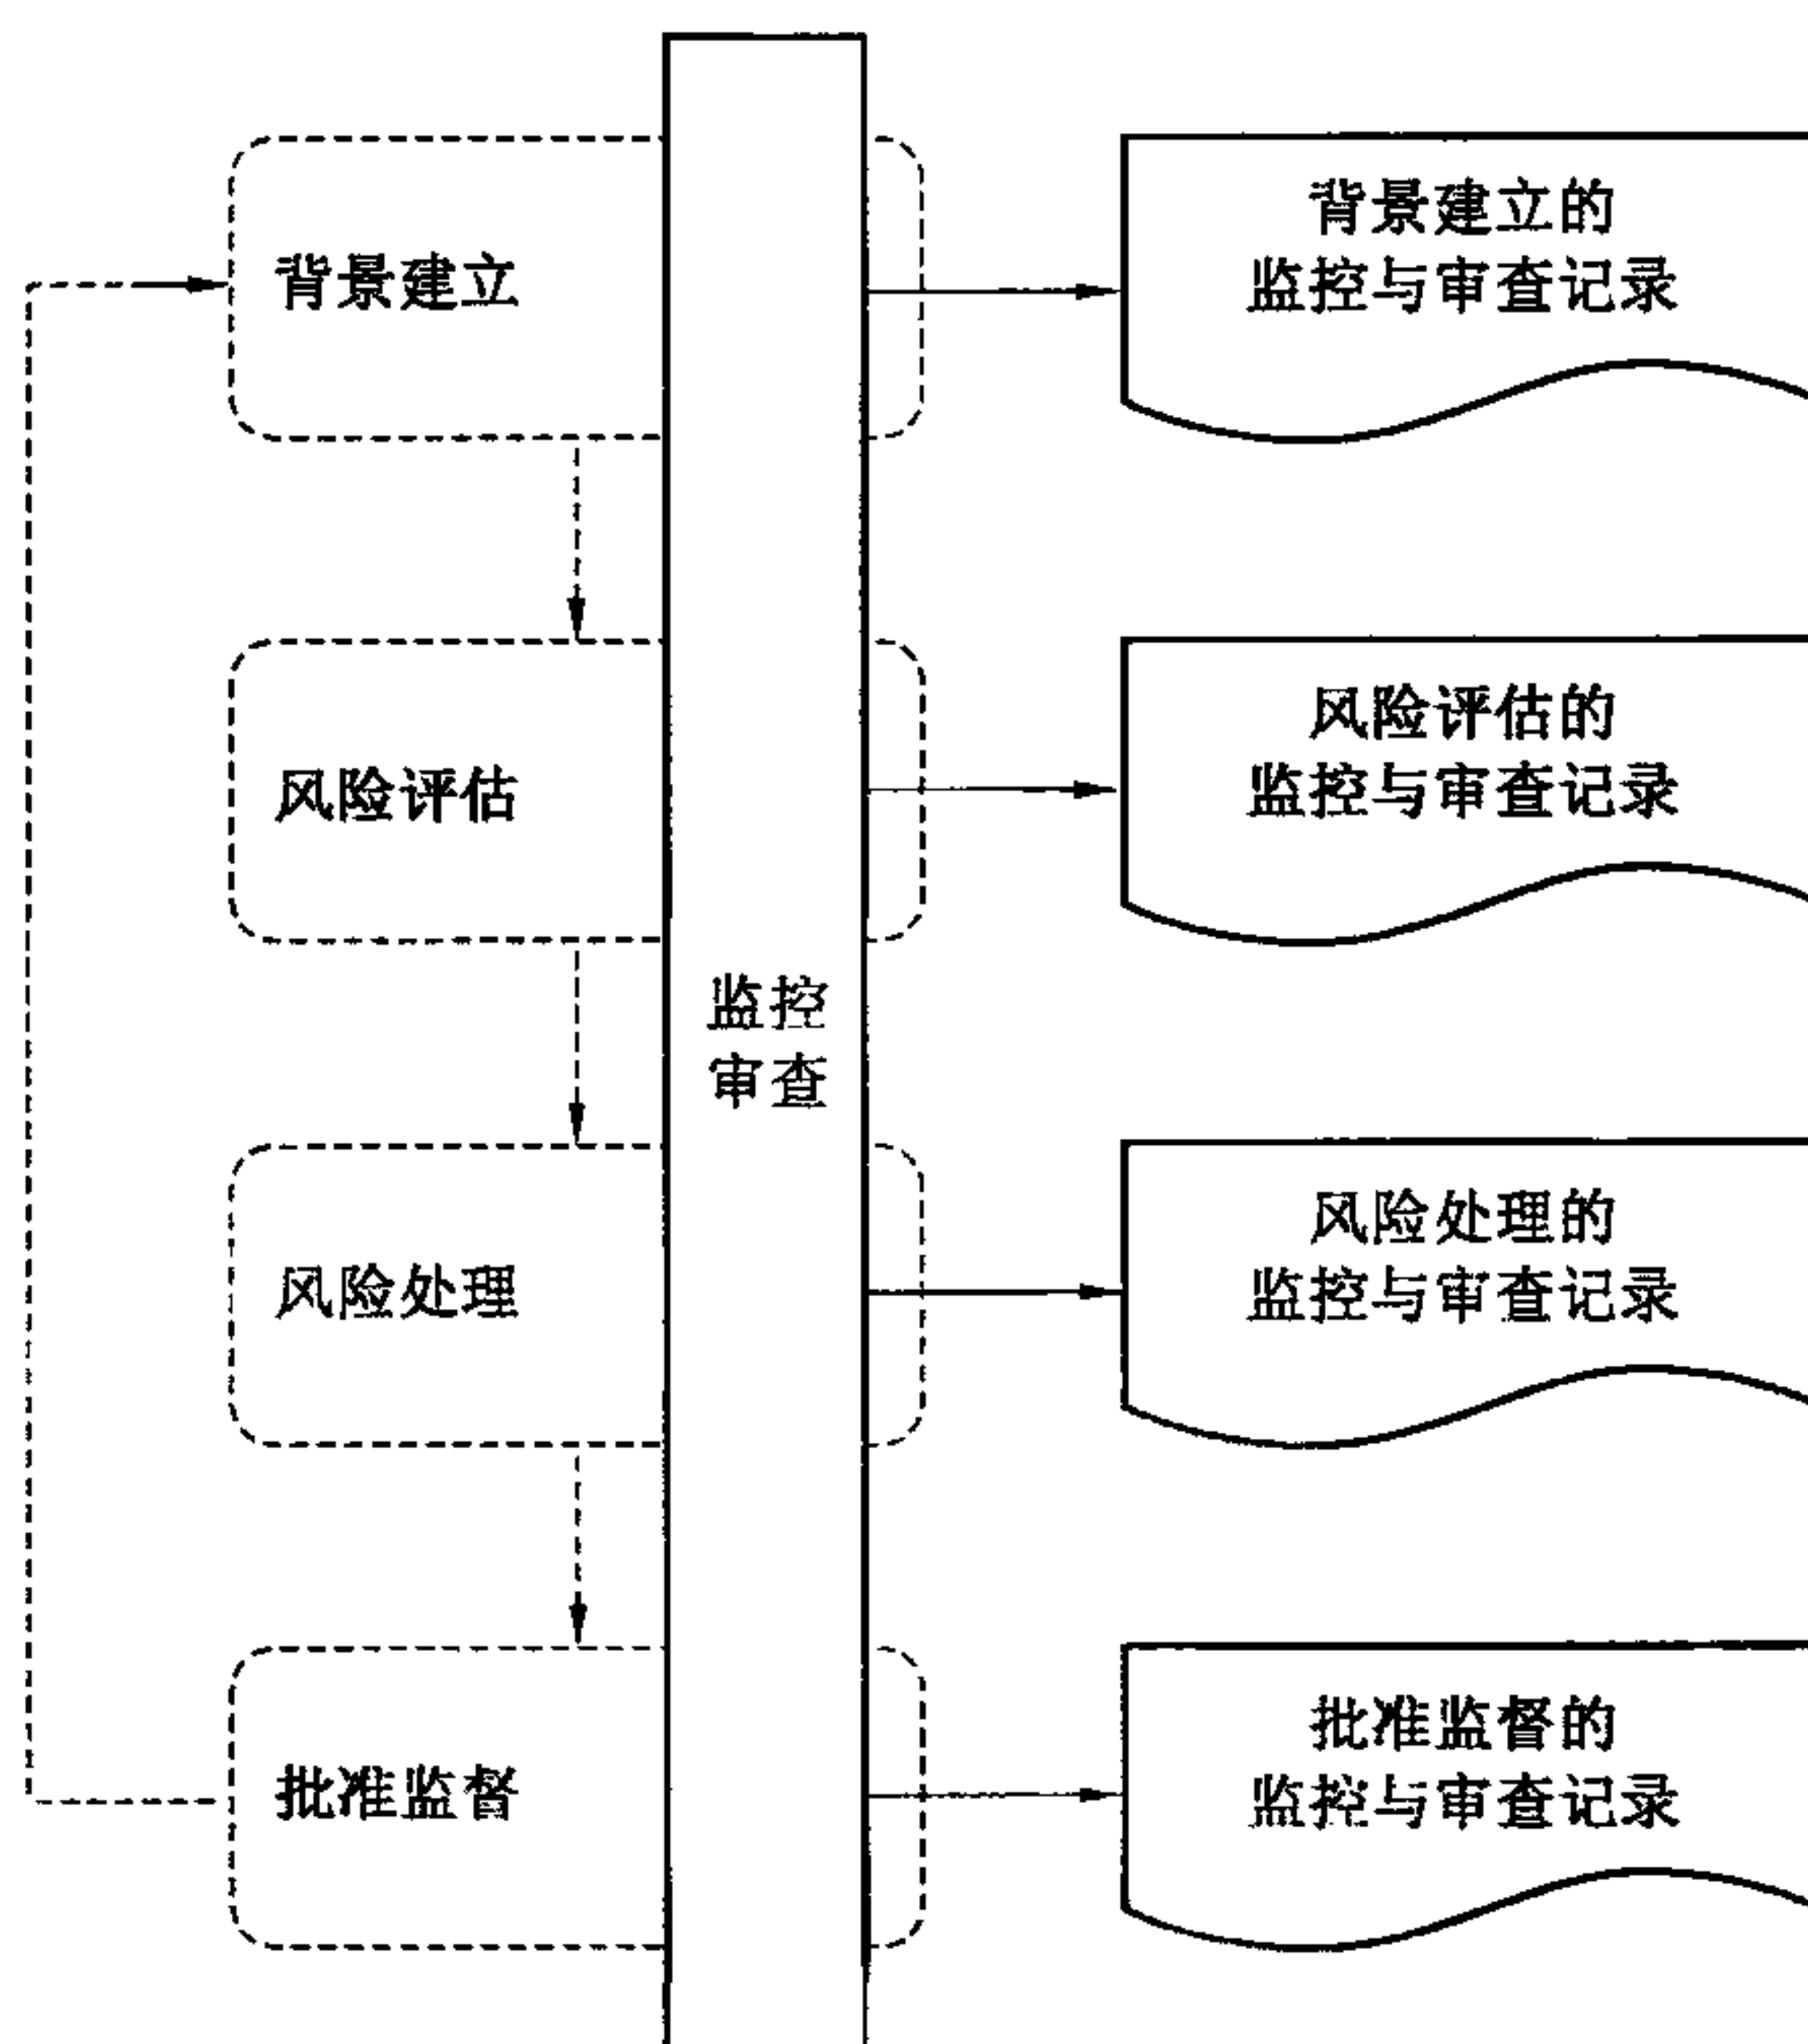 背景建立
背景建立的
监控与审查记录
风险评估
风险评估的
监控与审查记录
监控
审查
风险处理
风险处理的
监控与审查记录
批准监督
批准监督的
监控与审查记录